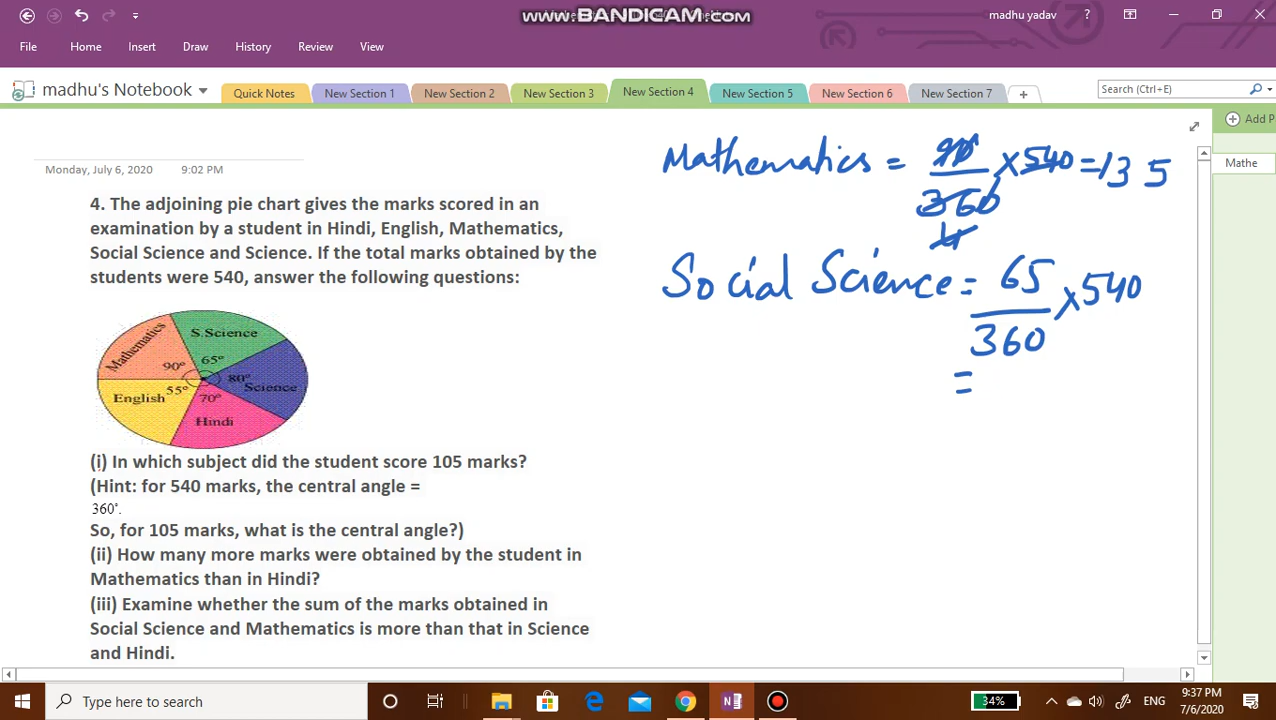 www.BANDICAM.com
madhu yadav
?
File Home Insert Draw History Review View
madhu's Notebook
Quick Notes New Section 1 New Section 2 New Section 3 New Section 4 New Section 5 New Section 6 New Section 7 +
Search (Ctrl+E)
Add P
Mathe
Monday, July 6, 2020 9:02 PM
4. The adjoining pie chart gives the marks scored in an
examination by a student in Hindi, English, Mathematics,
Social Science and Science. If the total marks obtained by the
students were 540, answer the following questions:
Mathematics
S.Science
90°
65°
80°
Science
55°
English
70°
Hindi
(i) In which subject did the student score 105 marks?
(Hint: for 540 marks, the central angle =
360°.
So, for 105 marks, what is the central angle?)
(ii) How many more marks were obtained by the student in
Mathematics than in Hindi?
(iii) Examine whether the sum of the marks obtained in
Social Science and Mathematics is more than that in Science
and Hindi.
Mathematics = 90/360 × 540 = 135
4
Social Science = 65/360 × 540
=
Type here to search
34%
ENG
9:37 PM
7/6/2020